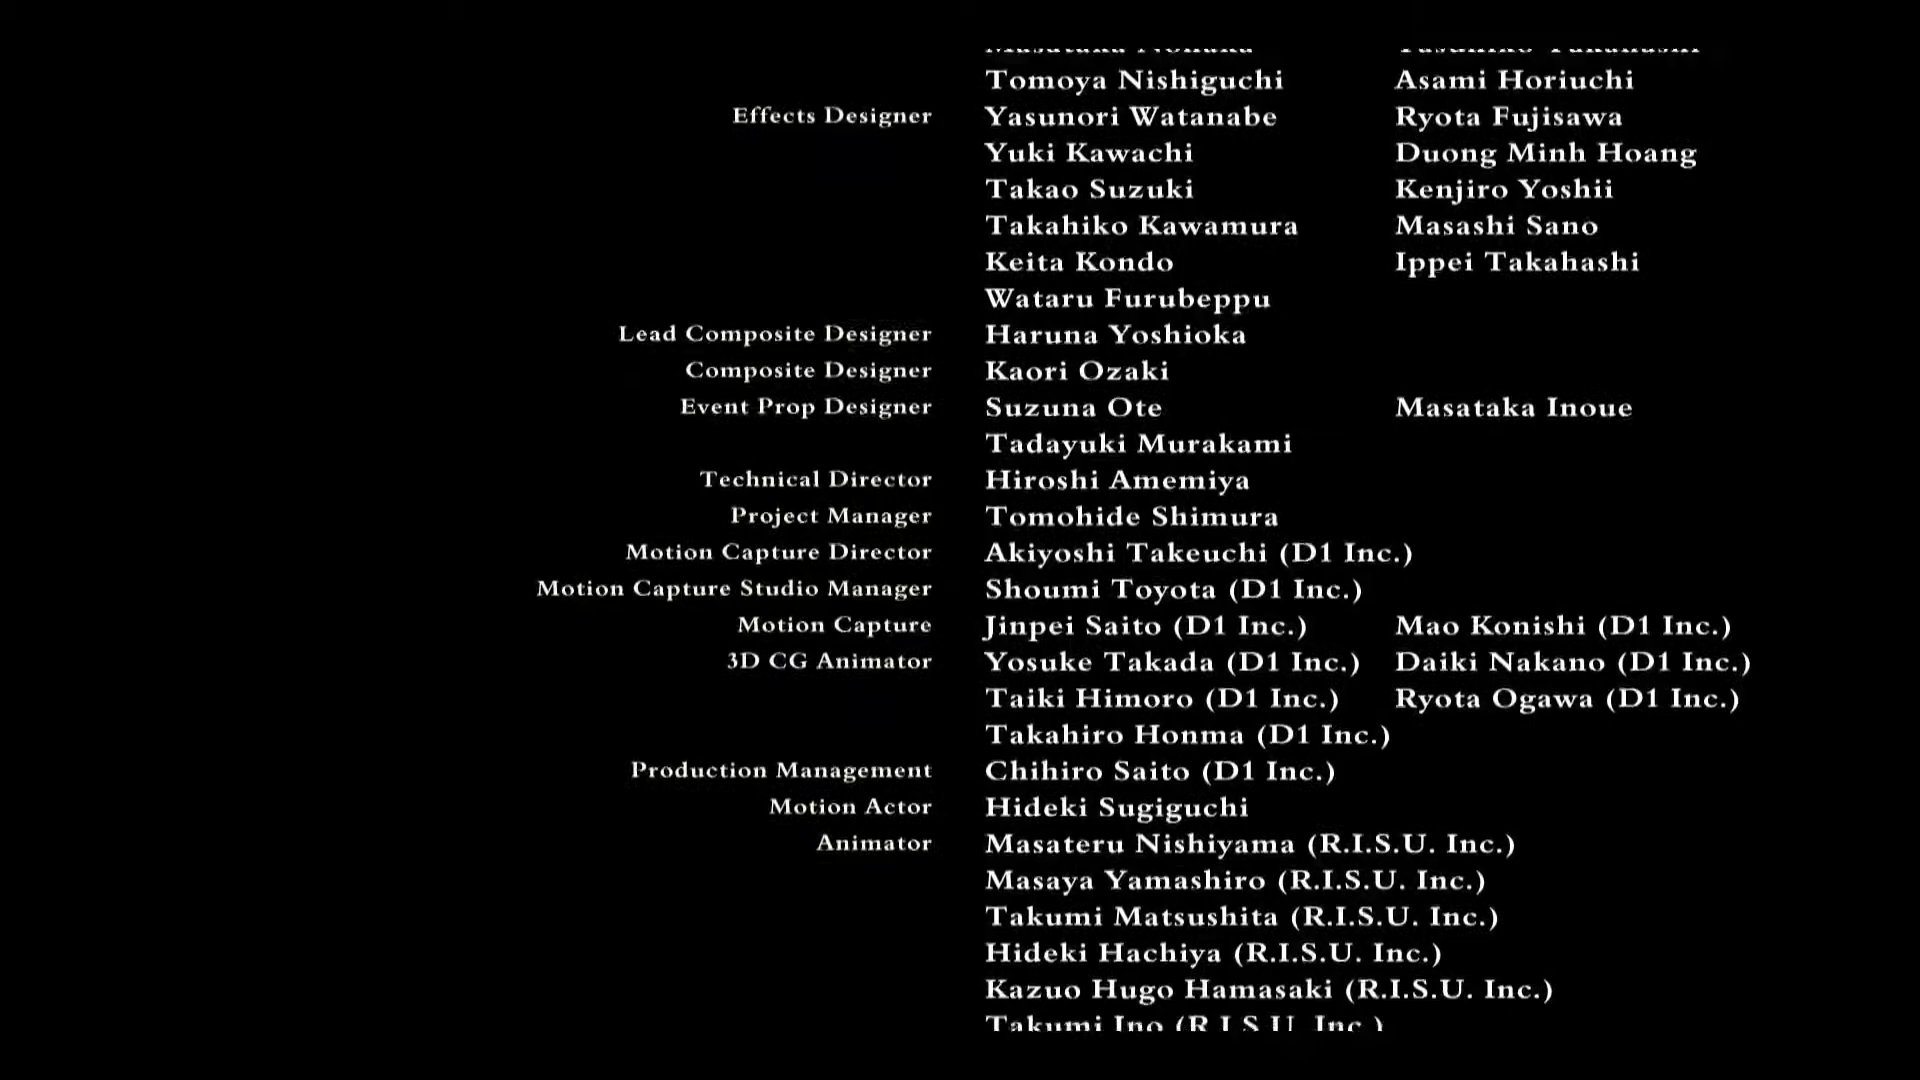 Tomoya Nishiguchi Asami Horiuchi
Effects Designer Yasunori Watanabe Ryota Fujisawa
Yuki Kawachi Duong Minh Hoang
Takao Suzuki Kenjiro Yoshii
Takahiko Kawamura Masashi Sano
Keita Kondo Ippei Takahashi
Wataru Furubeppu
Lead Composite Designer Haruna Yoshioka
Composite Designer Kaori Ozaki
Event Prop Designer Suzuna Ote Masataka Inoue
Tadayuki Murakami
Technical Director Hiroshi Amemiya
Project Manager Tomohide Shimura
Motion Capture Director Akiyoshi Takeuchi (D1 Inc.)
Motion Capture Studio Manager Shoumi Toyota (D1 Inc.)
Motion Capture Jinpei Saito (D1 Inc.) Mao Konishi (D1 Inc.)
3D CG Animator Yosuke Takada (D1 Inc.) Daiki Nakano (D1 Inc.)
Taiki Himoro (D1 Inc.) Ryota Ogawa (D1 Inc.)
Takahiro Honma (D1 Inc.)
Production Management Chihiro Saito (D1 Inc.)
Motion Actor Hideki Sugiguchi
Animator Masateru Nishiyama (R.I.S.U. Inc.)
Masaya Yamashiro (R.I.S.U. Inc.)
Takumi Matsushita (R.I.S.U. Inc.)
Hideki Hachiya (R.I.S.U. Inc.)
Kazuo Hugo Hamasaki (R.I.S.U. Inc.)
Takumi Ino (R.I.S.U. Inc.)